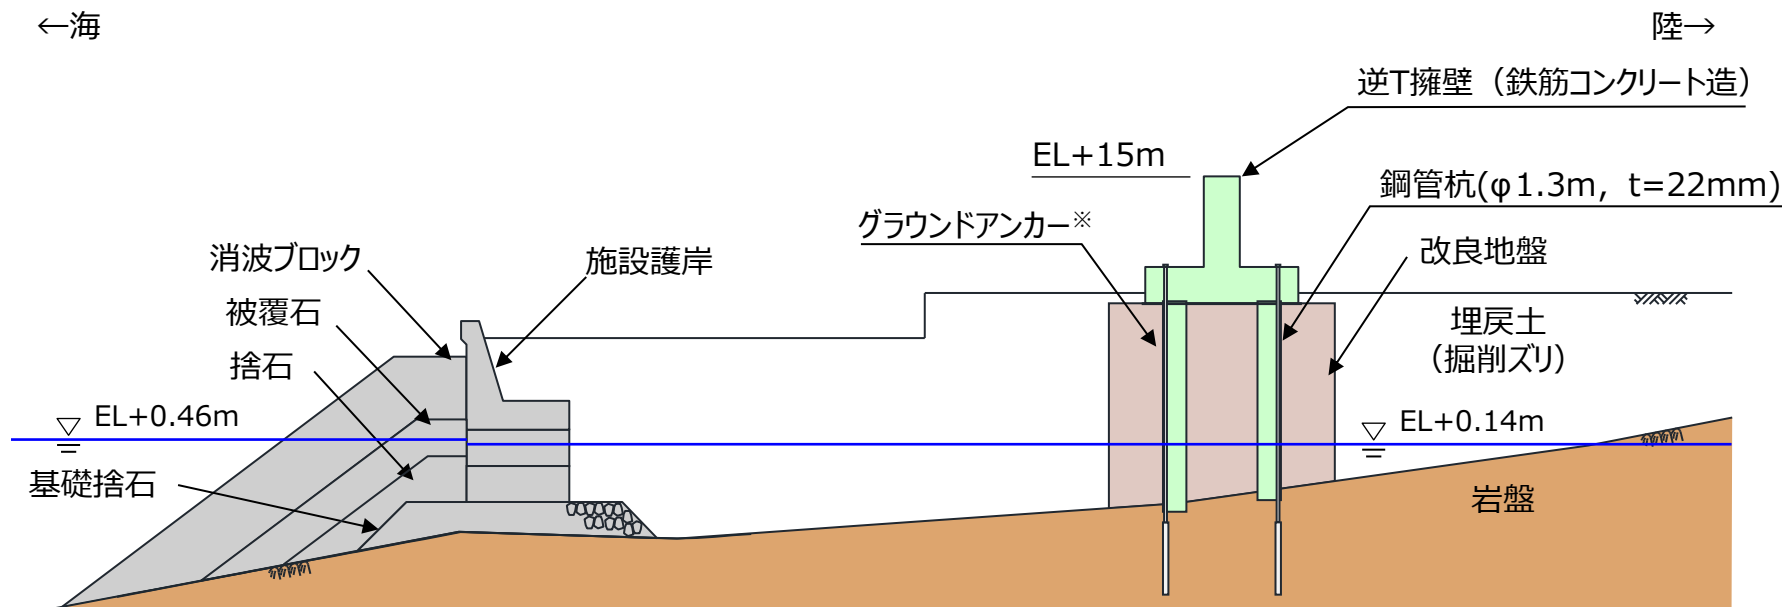 ←海
陸→
逆T擁壁（鉄筋コンクリート造）
EL+15m
鋼管杭(φ1.3m, t=22mm)
グラウンドアンカー※
改良地盤
消波ブロック
施設護岸
被覆石
埋戻土
（掘削ズリ）
捨石
EL+0.46m
EL+0.14m
基礎捨石
岩盤